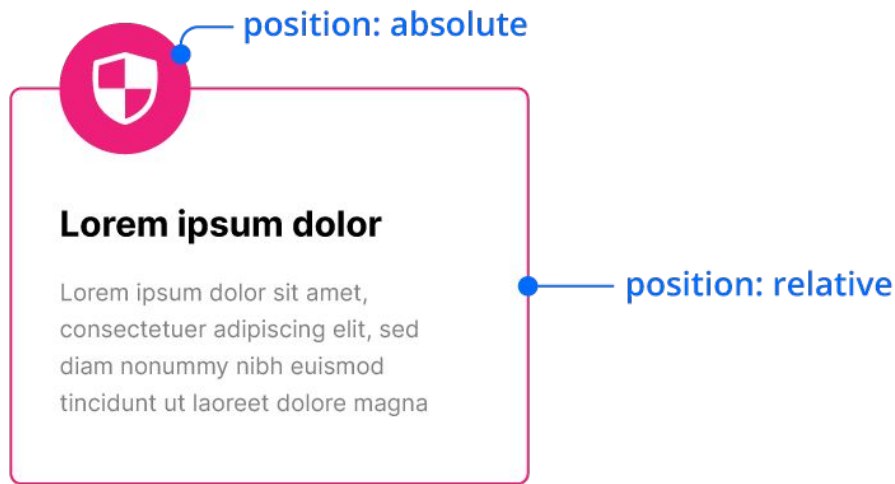 position: absolute
Lorem ipsum dolor
position: relative
Lorem ipsum dolor sit amet,
consectetuer adipiscing elit, sed
diam nonummy nibh euismod
tincidunt ut laoreet dolore magna